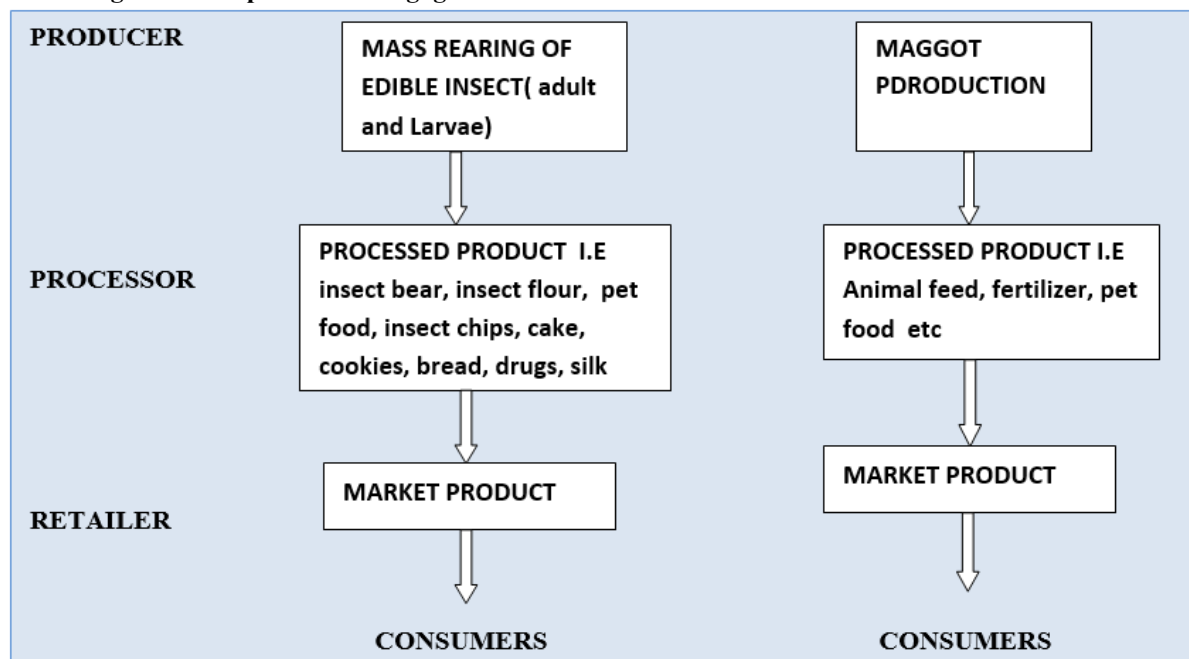 PRODUCER
MASS REARING OF
EDIBLE INSECT( adult
and Larvae)
MAGGOT
PDRODUCTION
PROCESSOR
PROCESSED PRODUCT I.E
insect bear, insect flour, pet
food, insect chips, cake,
cookies, bread, drugs, silk
PROCESSED PRODUCT I.E
Animal feed, fertilizer, pet
food etc
RETAILER
MARKET PRODUCT
MARKET PRODUCT
CONSUMERS
CONSUMERS